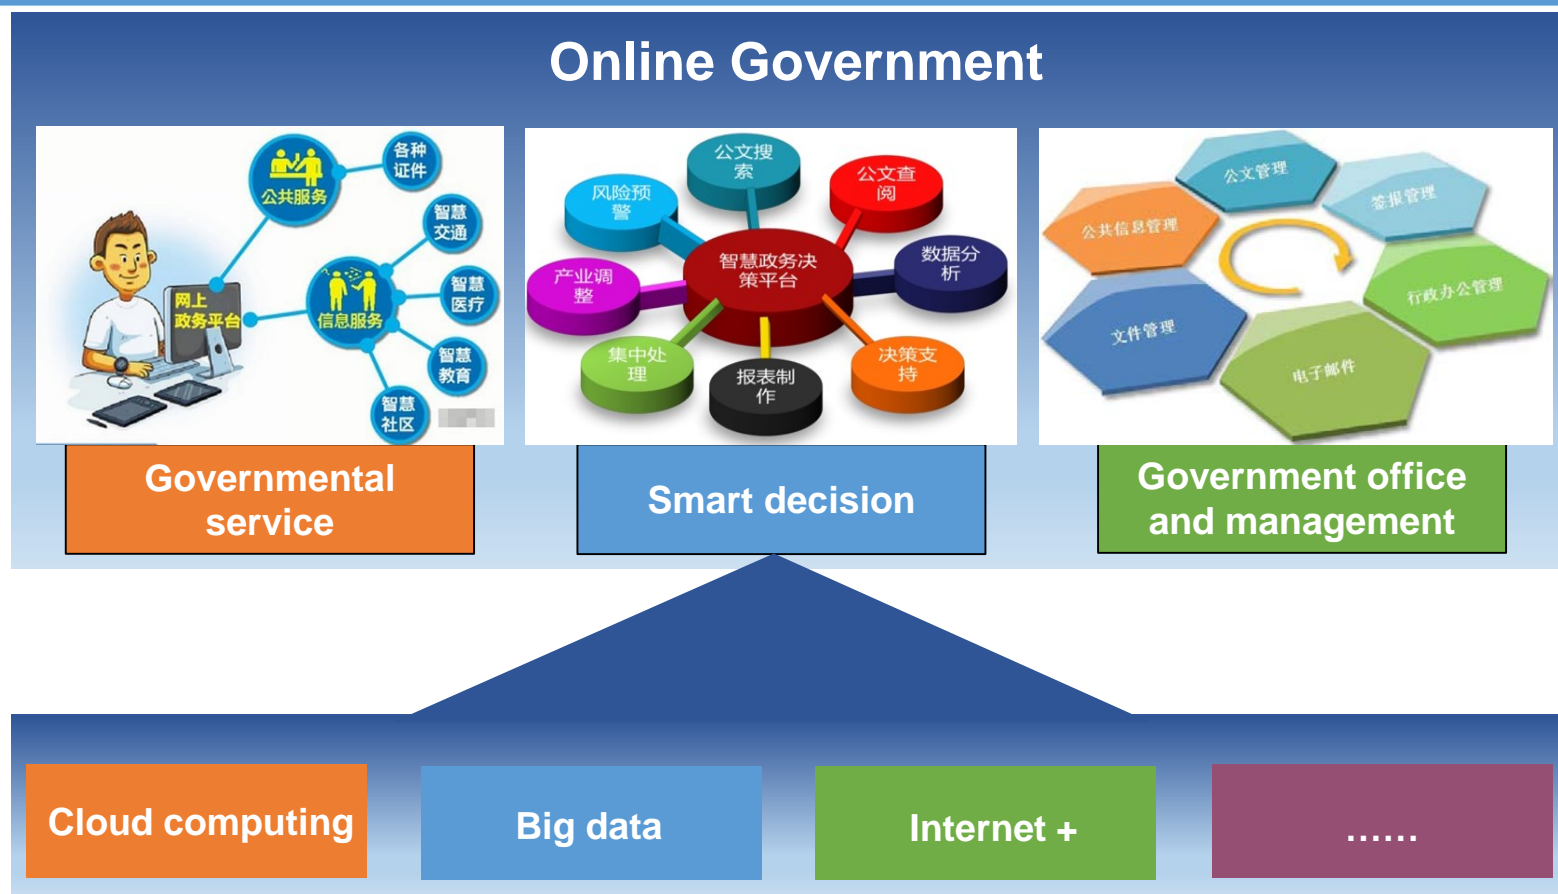 Online Government
公共服务
各种
证件
智慧
交通
智慧
医疗
智慧
教育
智慧
社区
信息服务
网上
政务平台
公文搜
索
公文查
阅
数据分
析
决策支
持
报表制
作
集中处
理
产业调
整
风险预
警
智慧政务决
策平台
公文管理
签报管理
行政办公管理
电子邮件
文件管理
公共信息管理
Governmental
service
Smart decision
Government office
and management
Cloud computing
Big data
Internet +
……